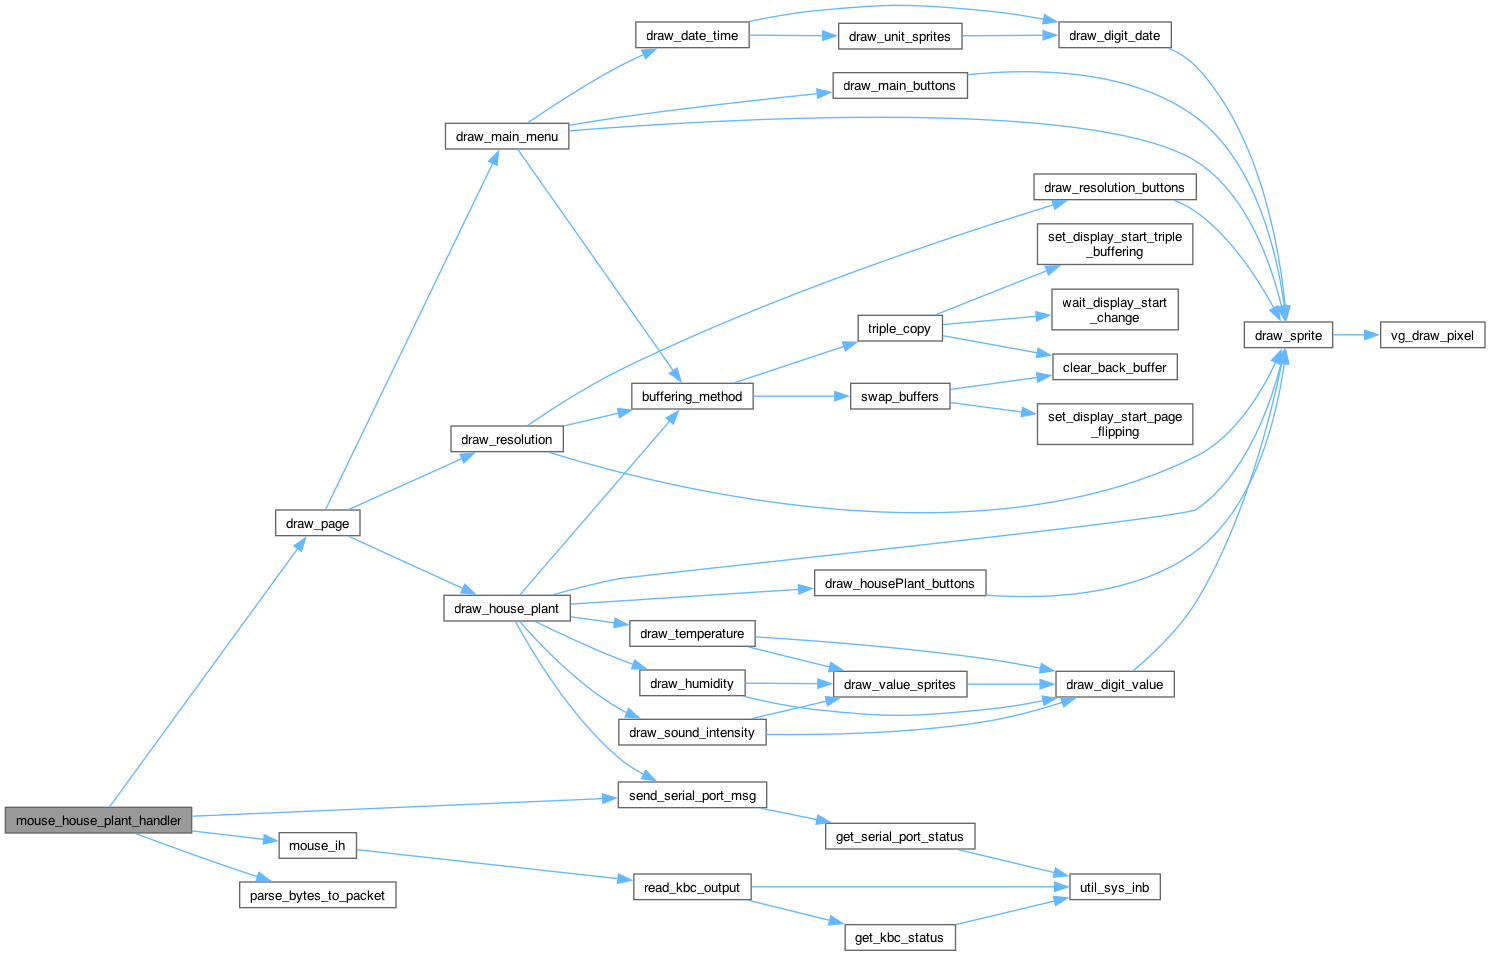 draw_date_time
draw_unit_sprites
draw_digit_date
draw_main_buttons
draw_main_menu
draw_resolution_buttons
set_display_start_triple
_buffering
wait_display_start
_change
triple_copy
draw_sprite
vg_draw_pixel
clear_back_buffer
buffering_method
swap_buffers
set_display_start_page
_flipping
draw_resolution
draw_page
draw_housePlant_buttons
draw_house_plant
draw_temperature
draw_humidity
draw_value_sprites
draw_digit_value
draw_sound_intensity
send_serial_port_msg
mouse_house_plant_handler
get_serial_port_status
mouse_ih
read_kbc_output
util_sys_inb
parse_bytes_to_packet
get_kbc_status